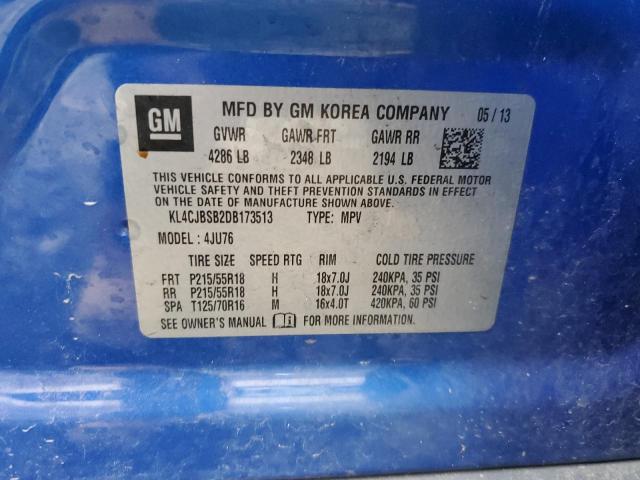 GM
MFD BY GM KOREA COMPANY 05 / 13
GVWR GAWR FRT GAWR RR
4286 LB 2348 LB 2194 LB
THIS VEHICLE CONFORMS TO ALL APPLICABLE U.S. FEDERAL MOTOR
VEHICLE SAFETY AND THEFT PREVENTION STANDARDS IN EFFECT
ON THE DATE OF MANUFACTURE SHOWN ABOVE.
KL4CJBSB2DB173513 TYPE: MPV
MODEL: 4JU76
TIRE SIZE SPEED RTG RIM COLD TIRE PRESSURE
FRT P215/55R18 H 18x7.0J 240KPA, 35 PSI
RR P215/55R18 H 18x7.0J 240KPA, 35 PSI
SPA T125/70R16 M 16x4.0T 420KPA, 60 PSI
SEE OWNER'S MANUAL FOR MORE INFORMATION.